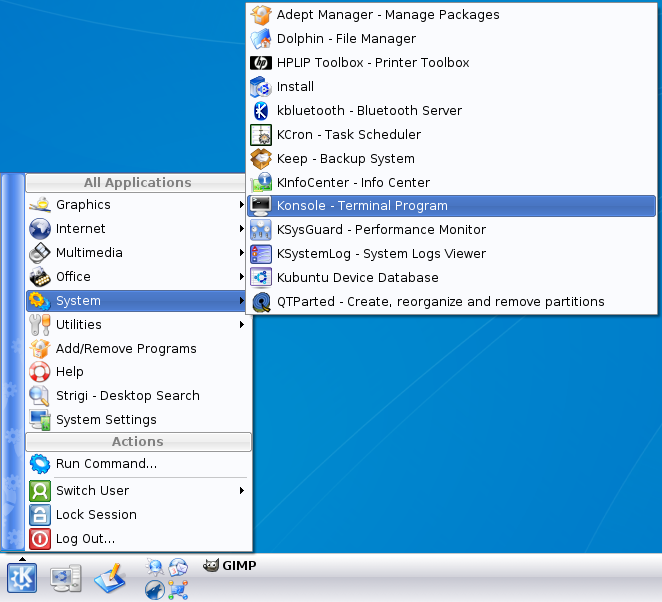 Adept Manager - Manage Packages
Dolphin - File Manager
HPLIP Toolbox - Printer Toolbox
Install
kbluetooth - Bluetooth Server
KCron - Task Scheduler
Keep - Backup System
KInfoCenter - Info Center
Konsole - Terminal Program
KSysGuard - Performance Monitor
KSystemLog - System Logs Viewer
Kubuntu Device Database
QTParted - Create, reorganize and remove partitions
All Applications
Graphics
Internet
Multimedia
Office
System
Utilities
Add/Remove Programs
Help
Strigi - Desktop Search
System Settings
Actions
Run Command...
Switch User
Lock Session
Log Out...
GIMP